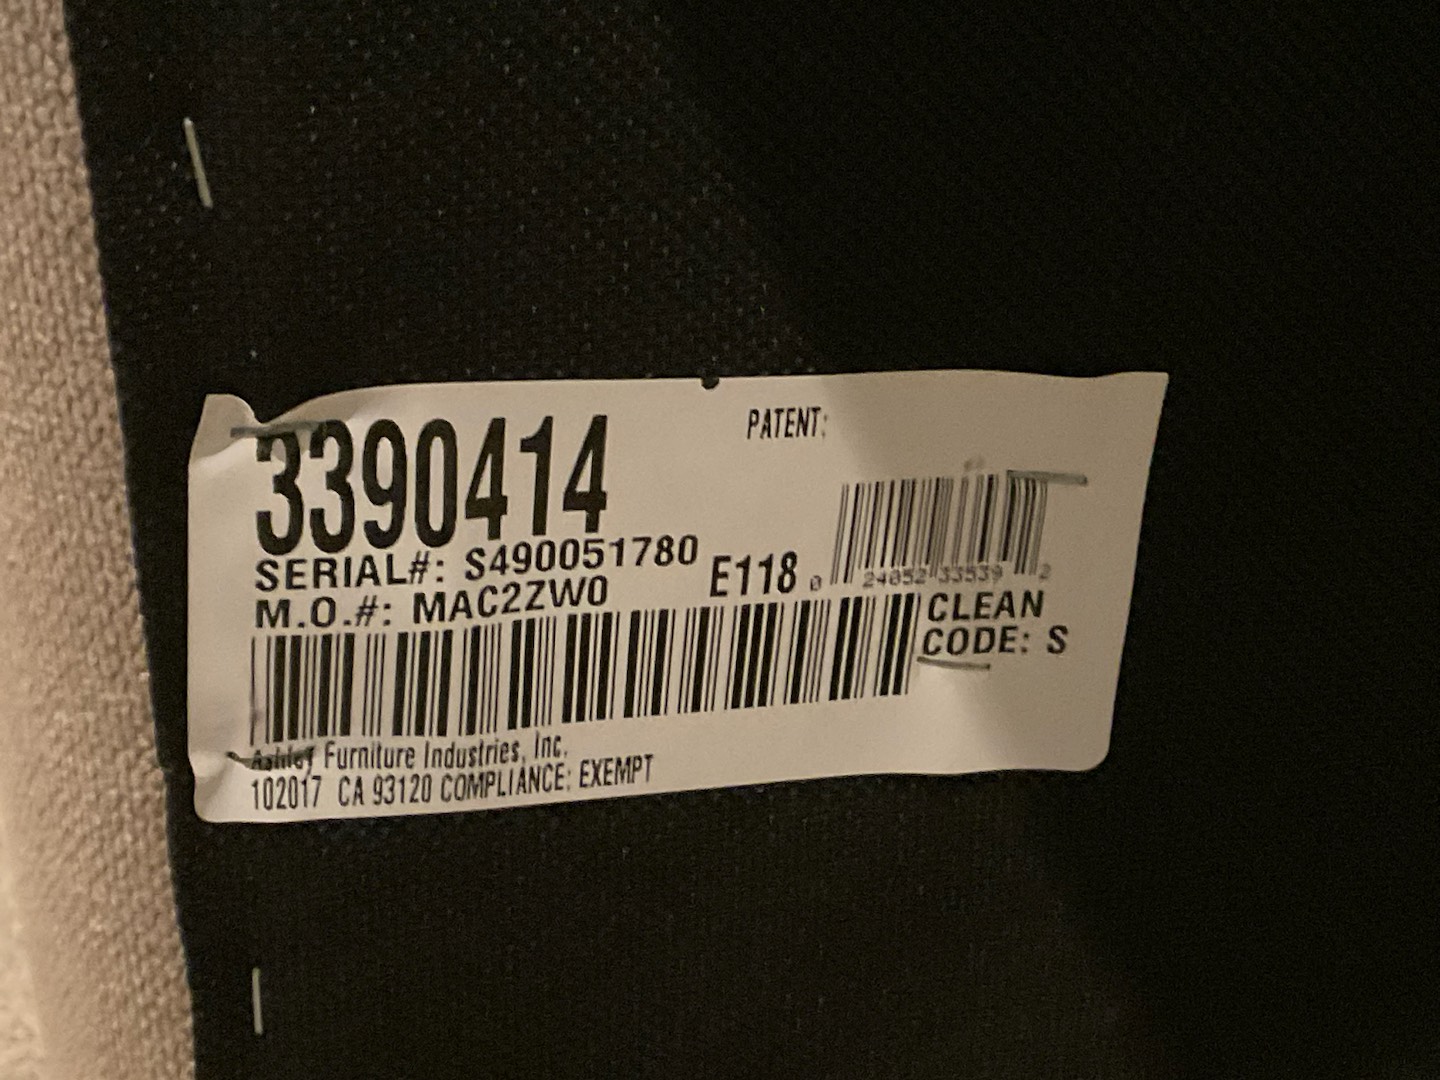 3390414
PATENT:
SERIAL#: S490051780
M.O.#: MAC2ZW0
E118
0 24052 33539 2
CLEAN
CODE: S
Ashley Furniture Industries, Inc.
102017 CA 93120 COMPLIANCE: EXEMPT